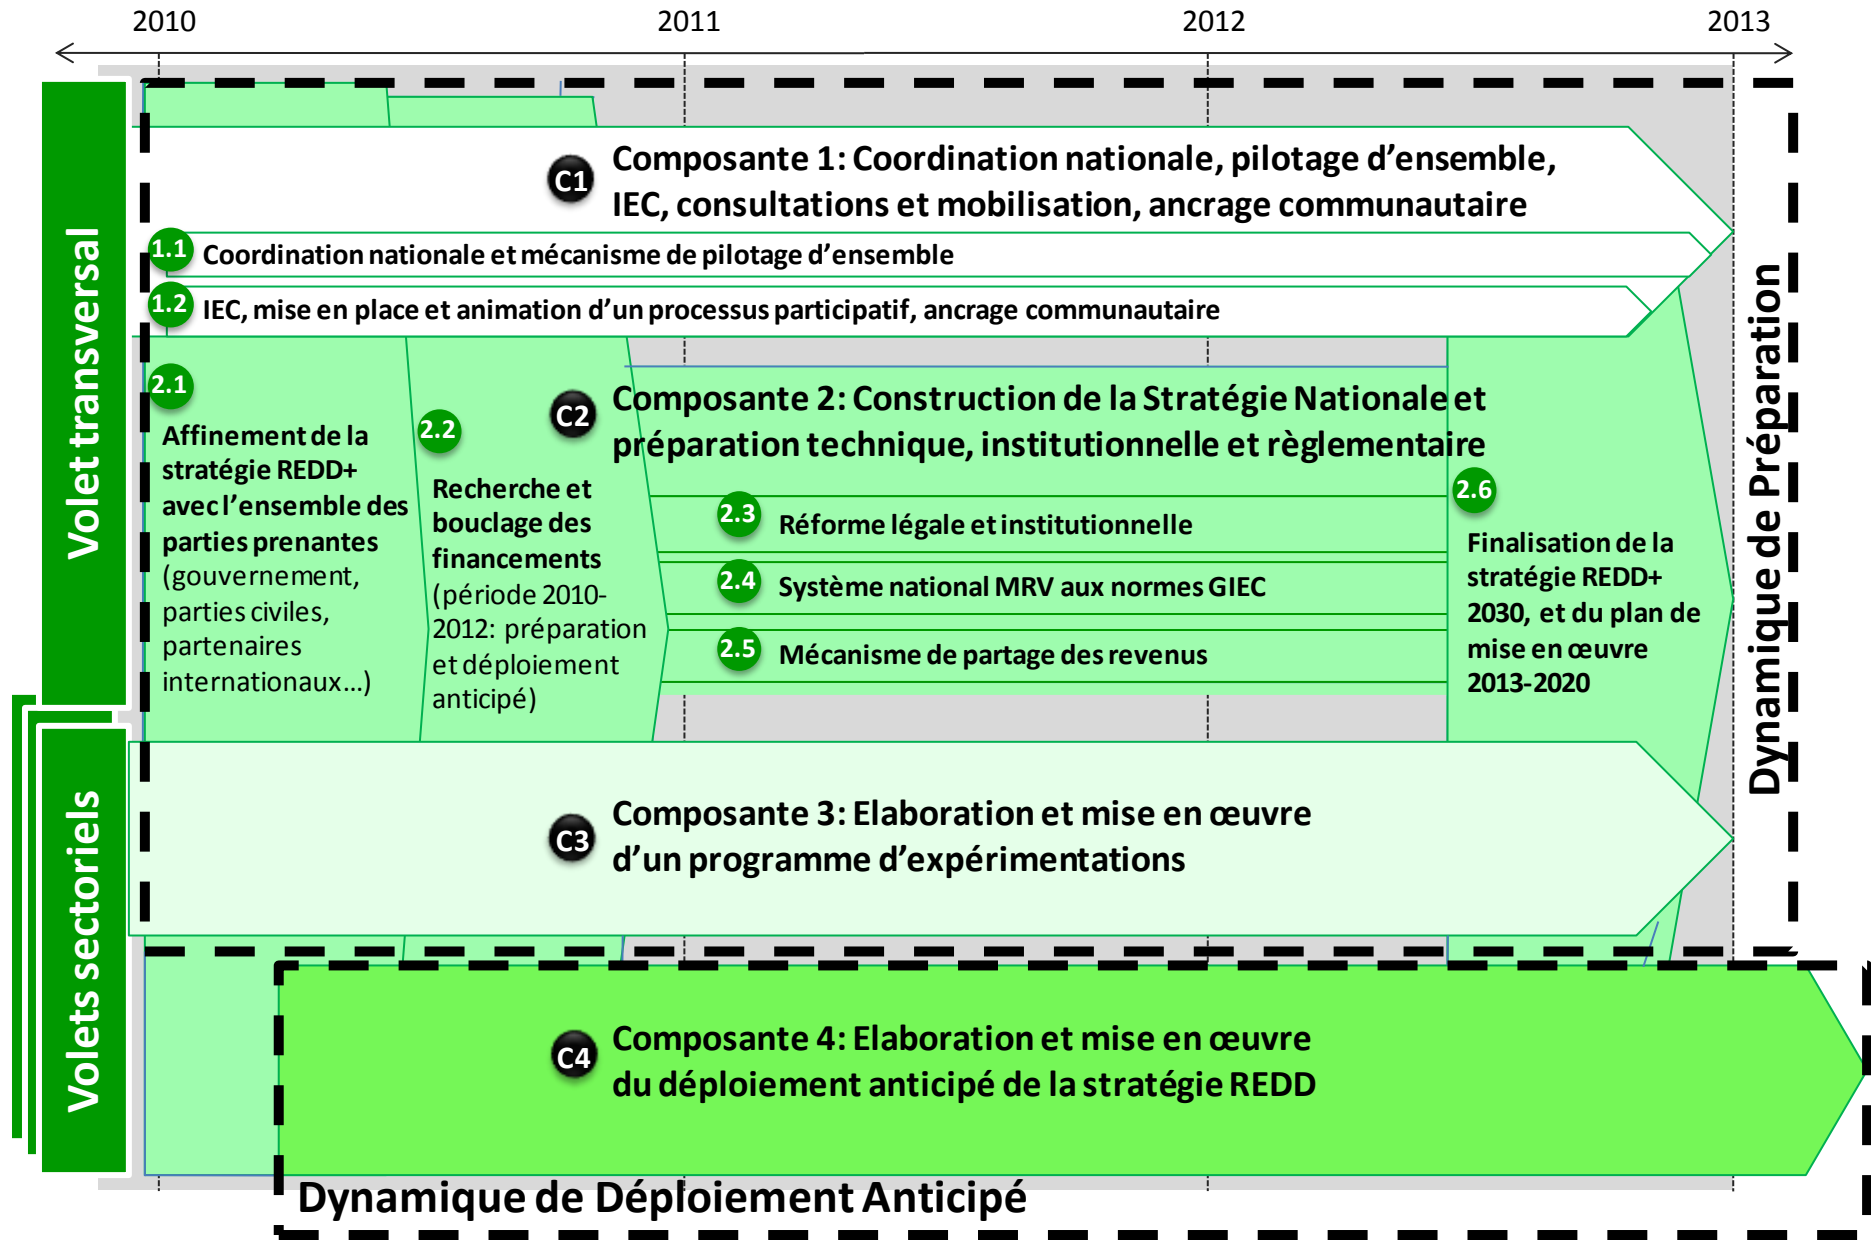 2010
2011
2012
2013
Volet transversal
Volets sectoriels
C1
Composante 1: Coordination nationale, pilotage d’ensemble,
IEC, consultations et mobilisation, ancrage communautaire
1.1
Coordination nationale et mécanisme de pilotage d’ensemble
1.2
IEC, mise en place et animation d’un processus participatif, ancrage communautaire
2.1
Affinement de la
stratégie REDD+
avec l’ensemble des
parties prenantes
(gouvernement,
parties civiles,
partenaires
internationaux…)
2.2
Recherche et
bouclage des
financements
(période 2010-
2012: préparation
et déploiement
anticipé)
C2
Composante 2: Construction de la Stratégie Nationale et
préparation technique, institutionnelle et règlementaire
2.3
Réforme légale et institutionnelle
2.4
Système national MRV aux normes GIEC
2.5
Mécanisme de partage des revenus
2.6
Finalisation de la
stratégie REDD+
2030, et du plan de
mise en œuvre
2013-2020
Dynamique de Préparation
C3
Composante 3: Elaboration et mise en œuvre
d’un programme d’expérimentations
C4
Composante 4: Elaboration et mise en œuvre
du déploiement anticipé de la stratégie REDD
Dynamique de Déploiement Anticipé